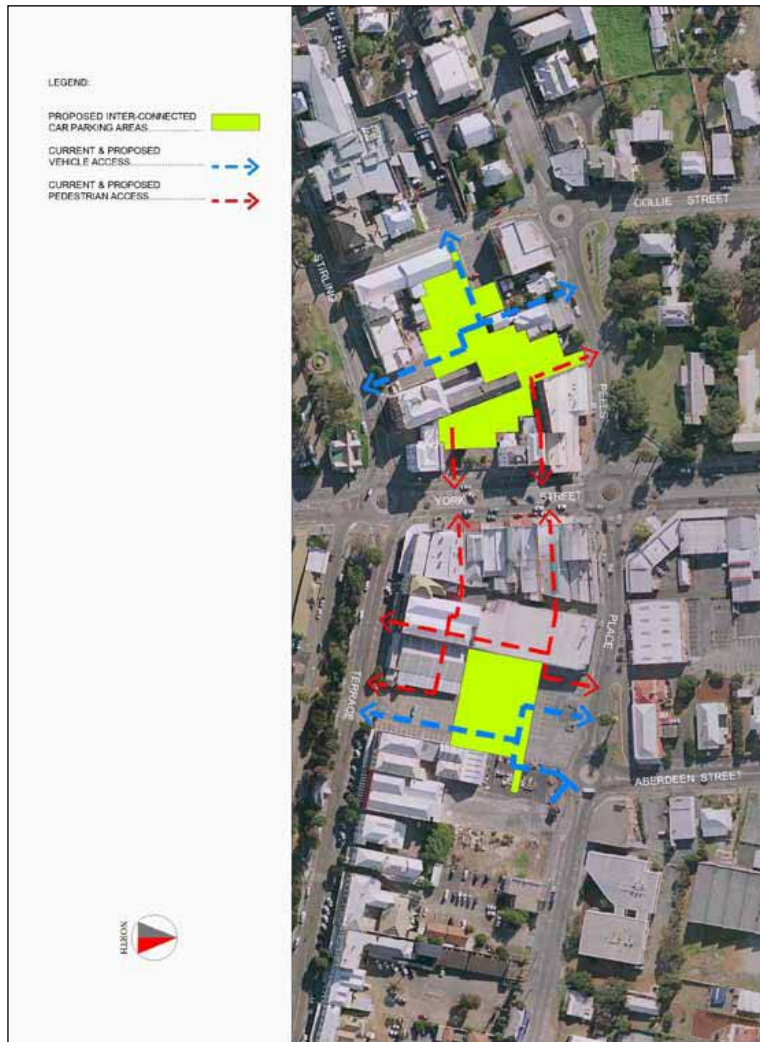 LEGEND:
PROPOSED INTER-CONNECTED
CAR PARKING AREAS
CURRENT & PROPOSED
VEHICLE ACCESS
CURRENT & PROPOSED
PEDESTRIAN ACCESS
COLLIE STREET
STIRLING
PEELS
YORK STREET
PLACE
TERRACE
ABERDEEN STREET
NORTH